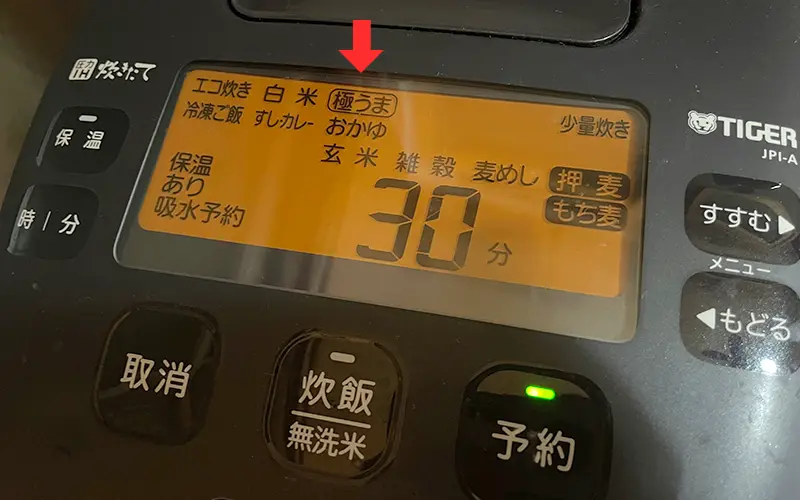 炊きたて
エコ炊き 白米 極うま
冷凍ご飯 すし・カレー おかゆ 少量炊き
玄米 雑穀 麦めし 押麦
もち麦
保温
あり
吸水予約
30分
保温
時|分
TIGER
JPI-A
すすむ▶
メニュー
◀もどる
取消
炊飯
無洗米
予約